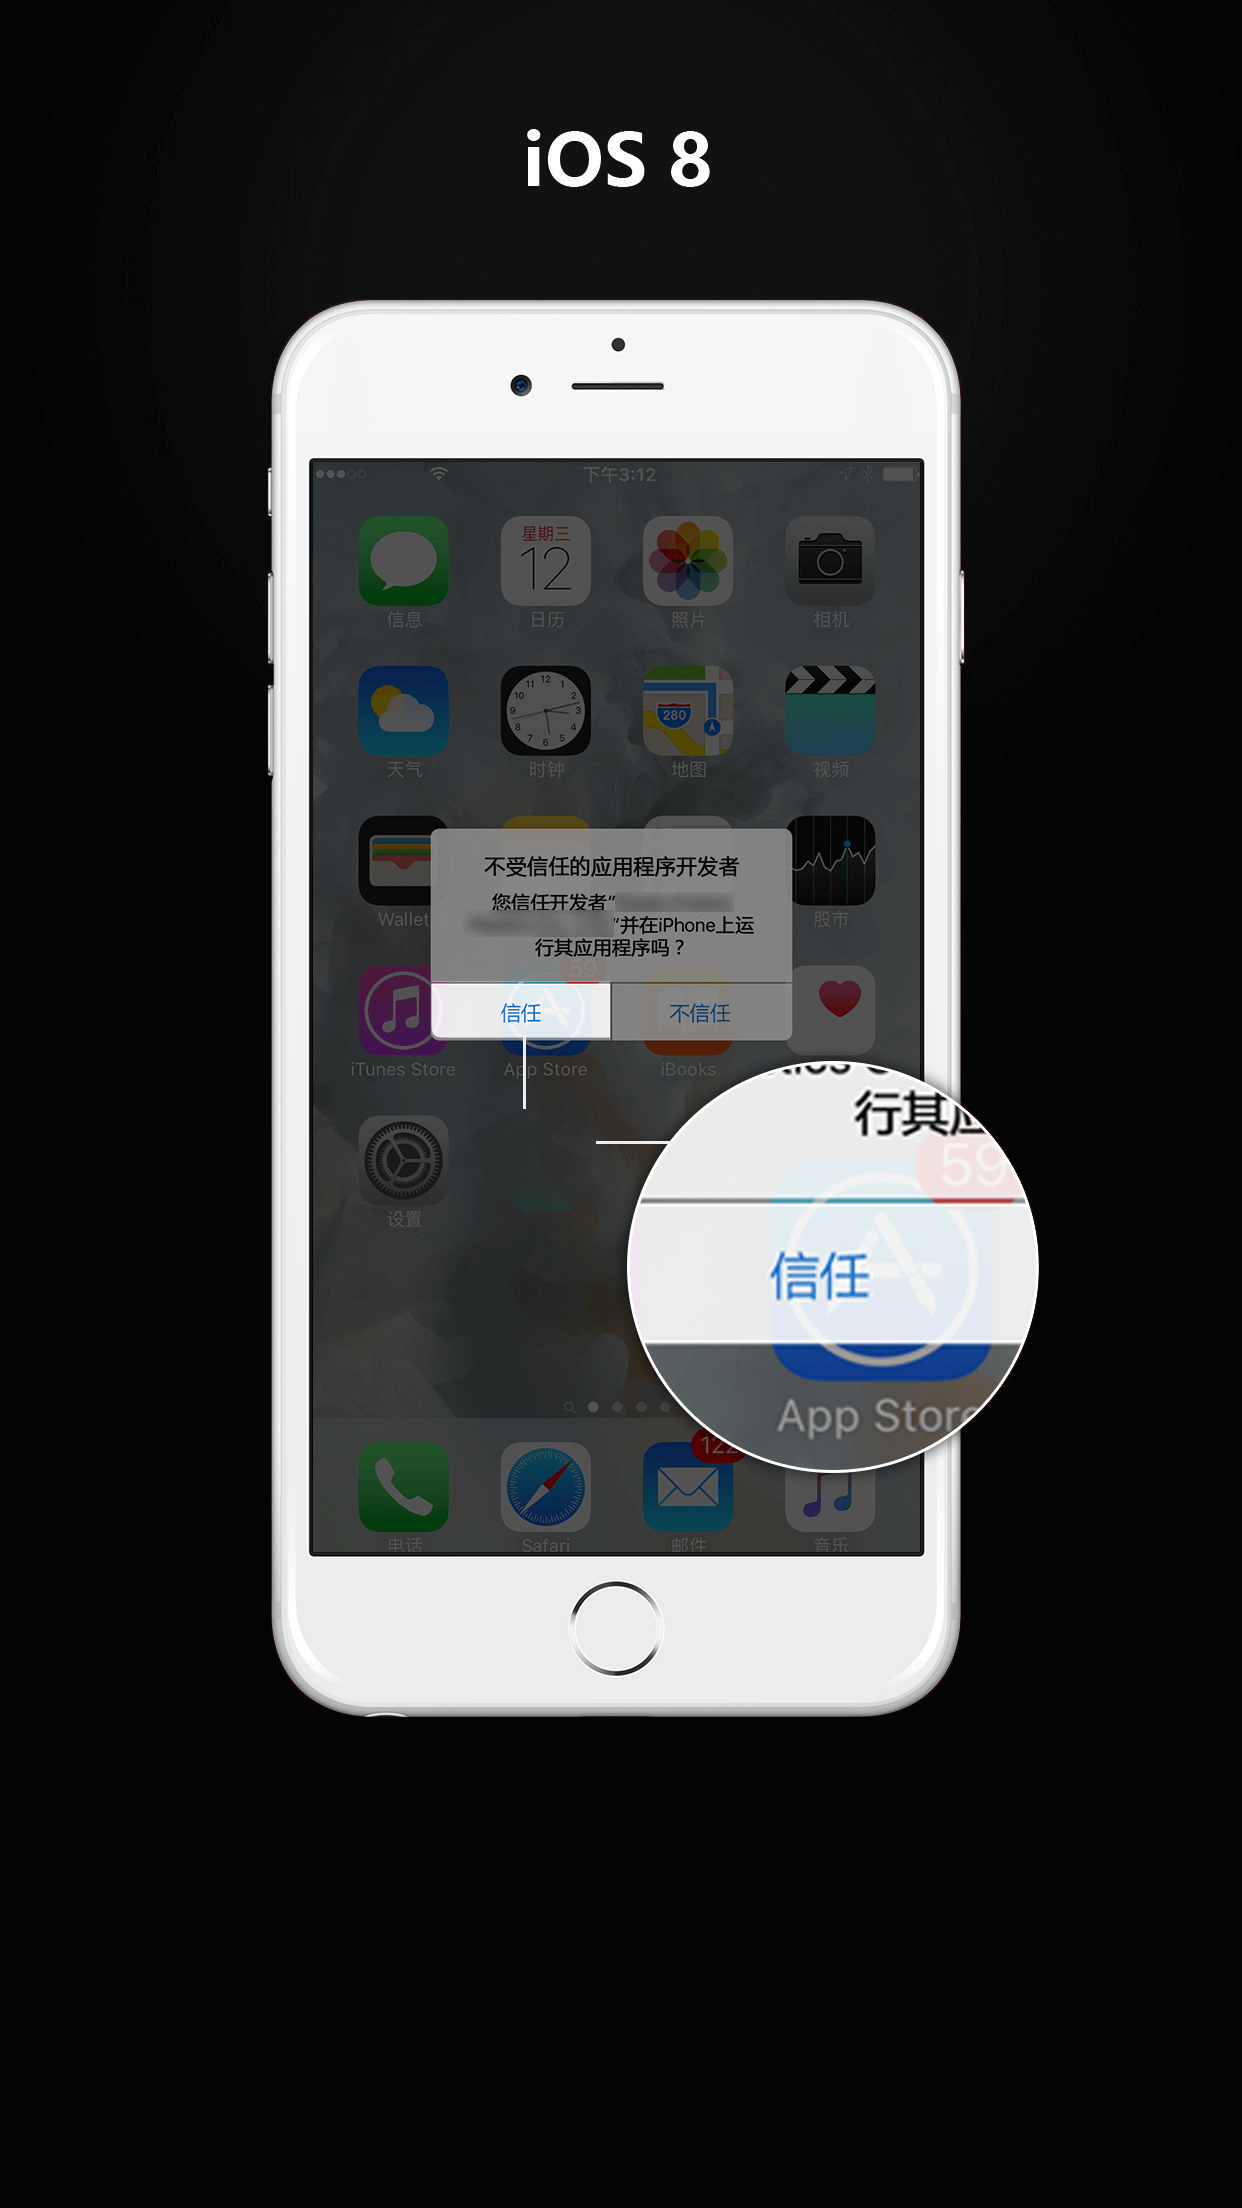 iOS 8
下午3:12
星期三
12
信息
日历
照片
相机
280
天气
时钟
地图
视频
不受信任的应用程序开发者
您信任开发者“
”并在iPhone上运
行其应用程序吗？
Wallet
股市
59
信任
不信任
iTunes Store
App Store
iBooks
行其应
59
信任
App Store
设置
122
电话
Safari
邮件
音乐